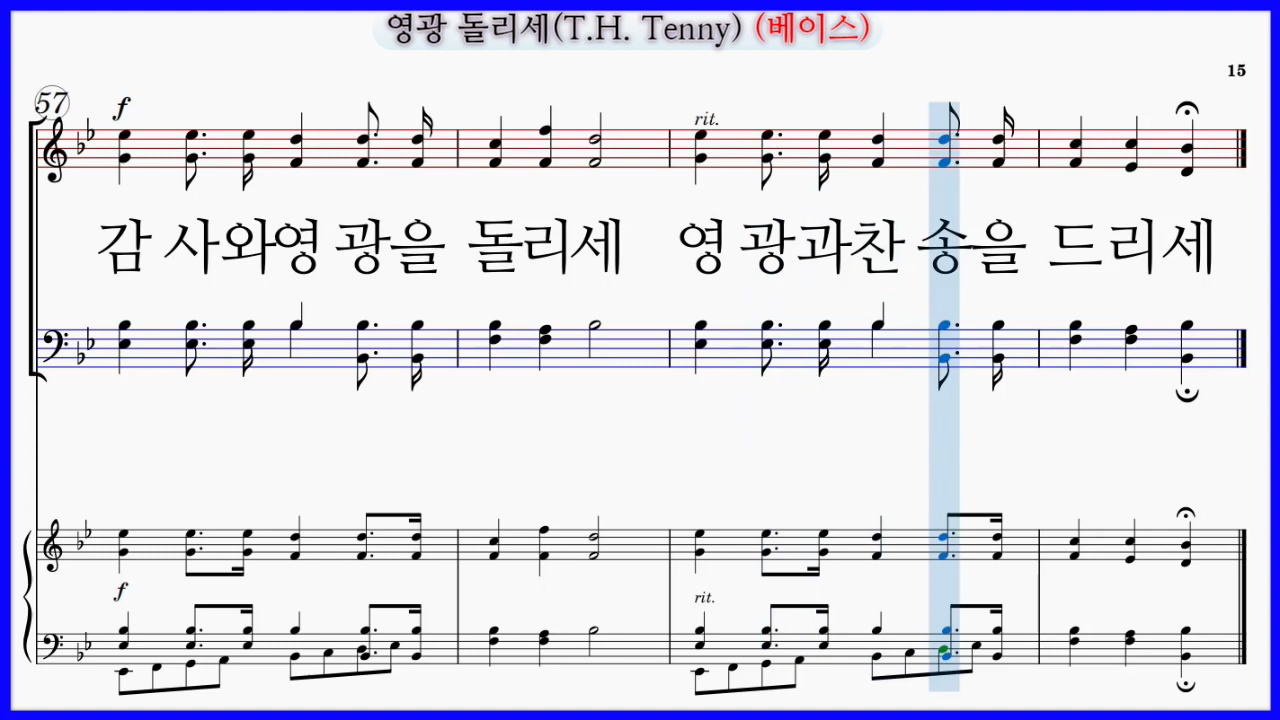 영광 돌리세(T.H. Tenny) (베이스)
15
57
f
rit.
감 사와영 광을 돌리세 영 광과찬 송을 드리세
f
rit.